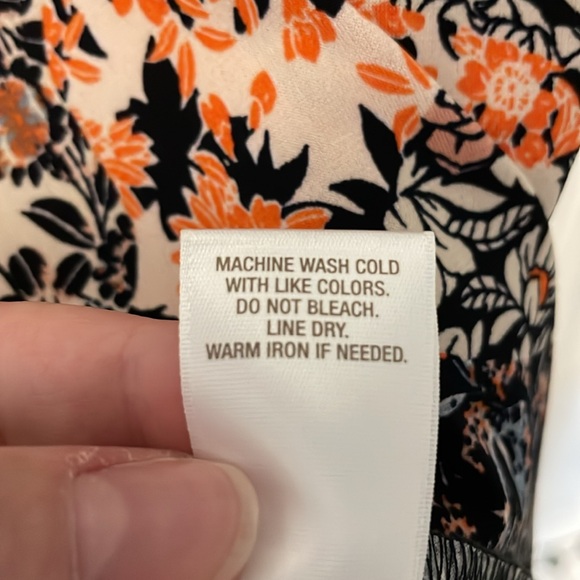 MACHINE WASH COLD
WITH LIKE COLORS.
DO NOT BLEACH.
LINE DRY.
WARM IRON IF NEEDED.